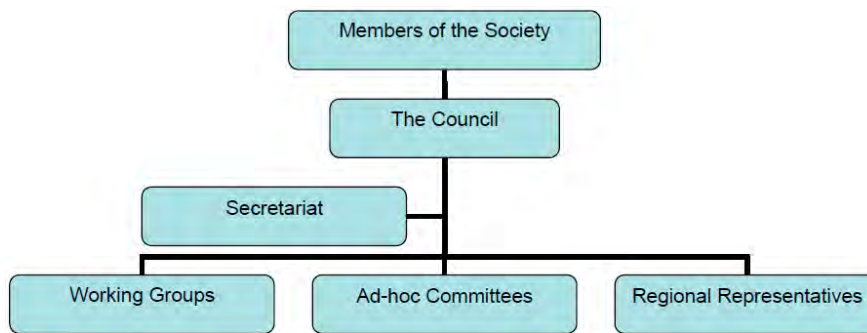 Members of the Society
The Council
Secretariat
Working Groups
Ad-hoc Committees
Regional Representatives